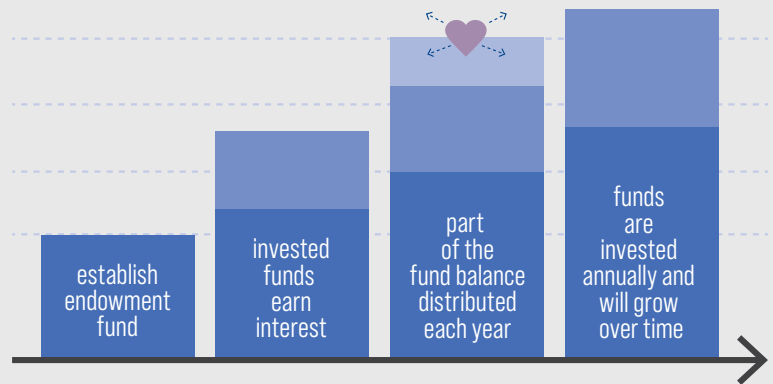 establish
endowment
fund
invested
funds
earn
interest
part
of the
fund balance
distributed
each year
funds
are
invested
annually and
will grow
over time